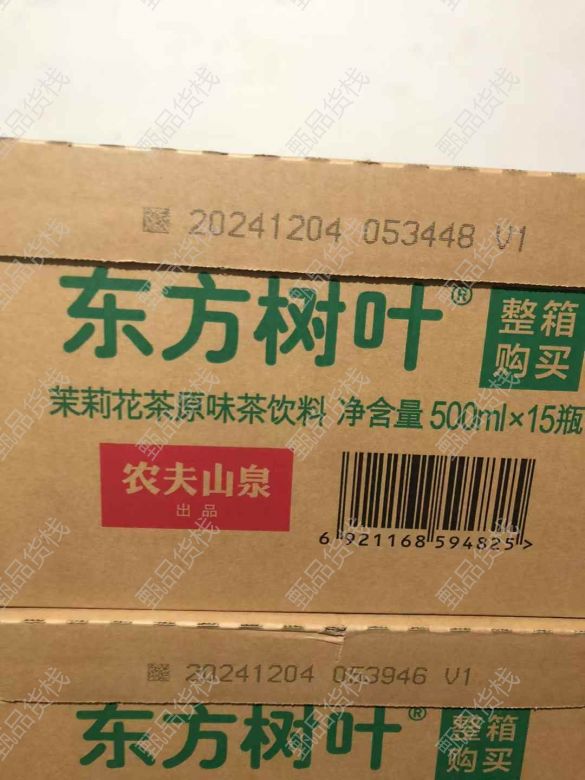 20241204 053448 V1
东方树叶®
整箱
购买
茉莉花茶原味茶饮料 净含量 500ml×15瓶
农夫山泉
出品
6 921168 594825 >
20241204 053946 V1
东方树叶®
整箱
购买
甄品货栈